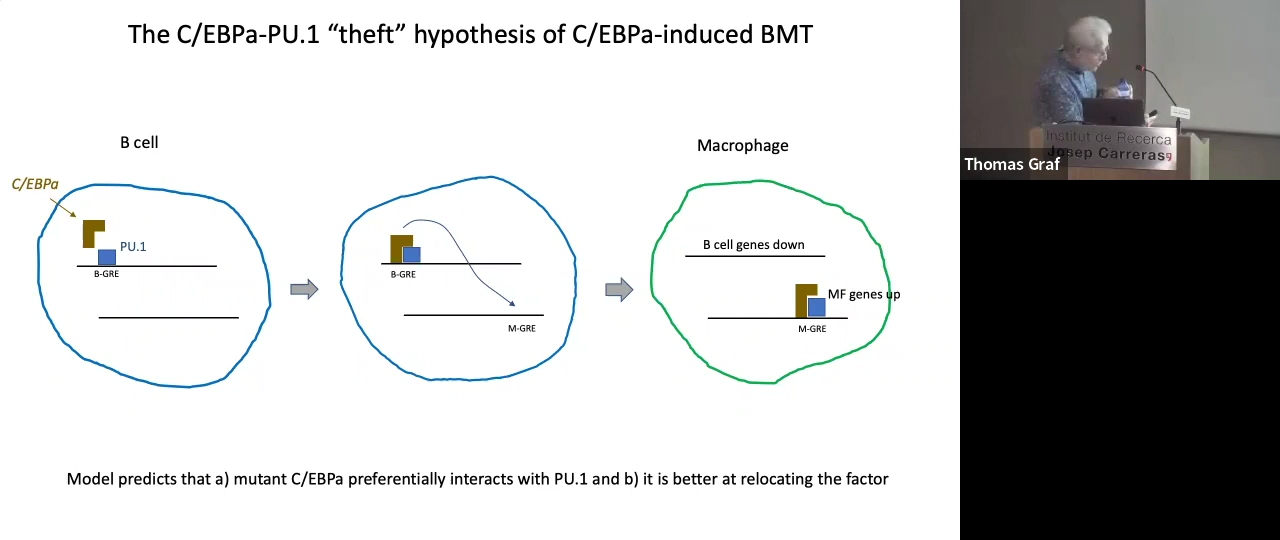 The C/EBPa-PU.1 “theft” hypothesis of C/EBPa-induced BMT
B cell
Macrophage
C/EBPa
PU.1
B-GRE
B-GRE
M-GRE
B cell genes down
MF genes up
M-GRE
Model predicts that a) mutant C/EBPa preferentially interacts with PU.1 and b) it is better at relocating the factor
Institut de Recerca
Josep Carreras
Thomas Graf